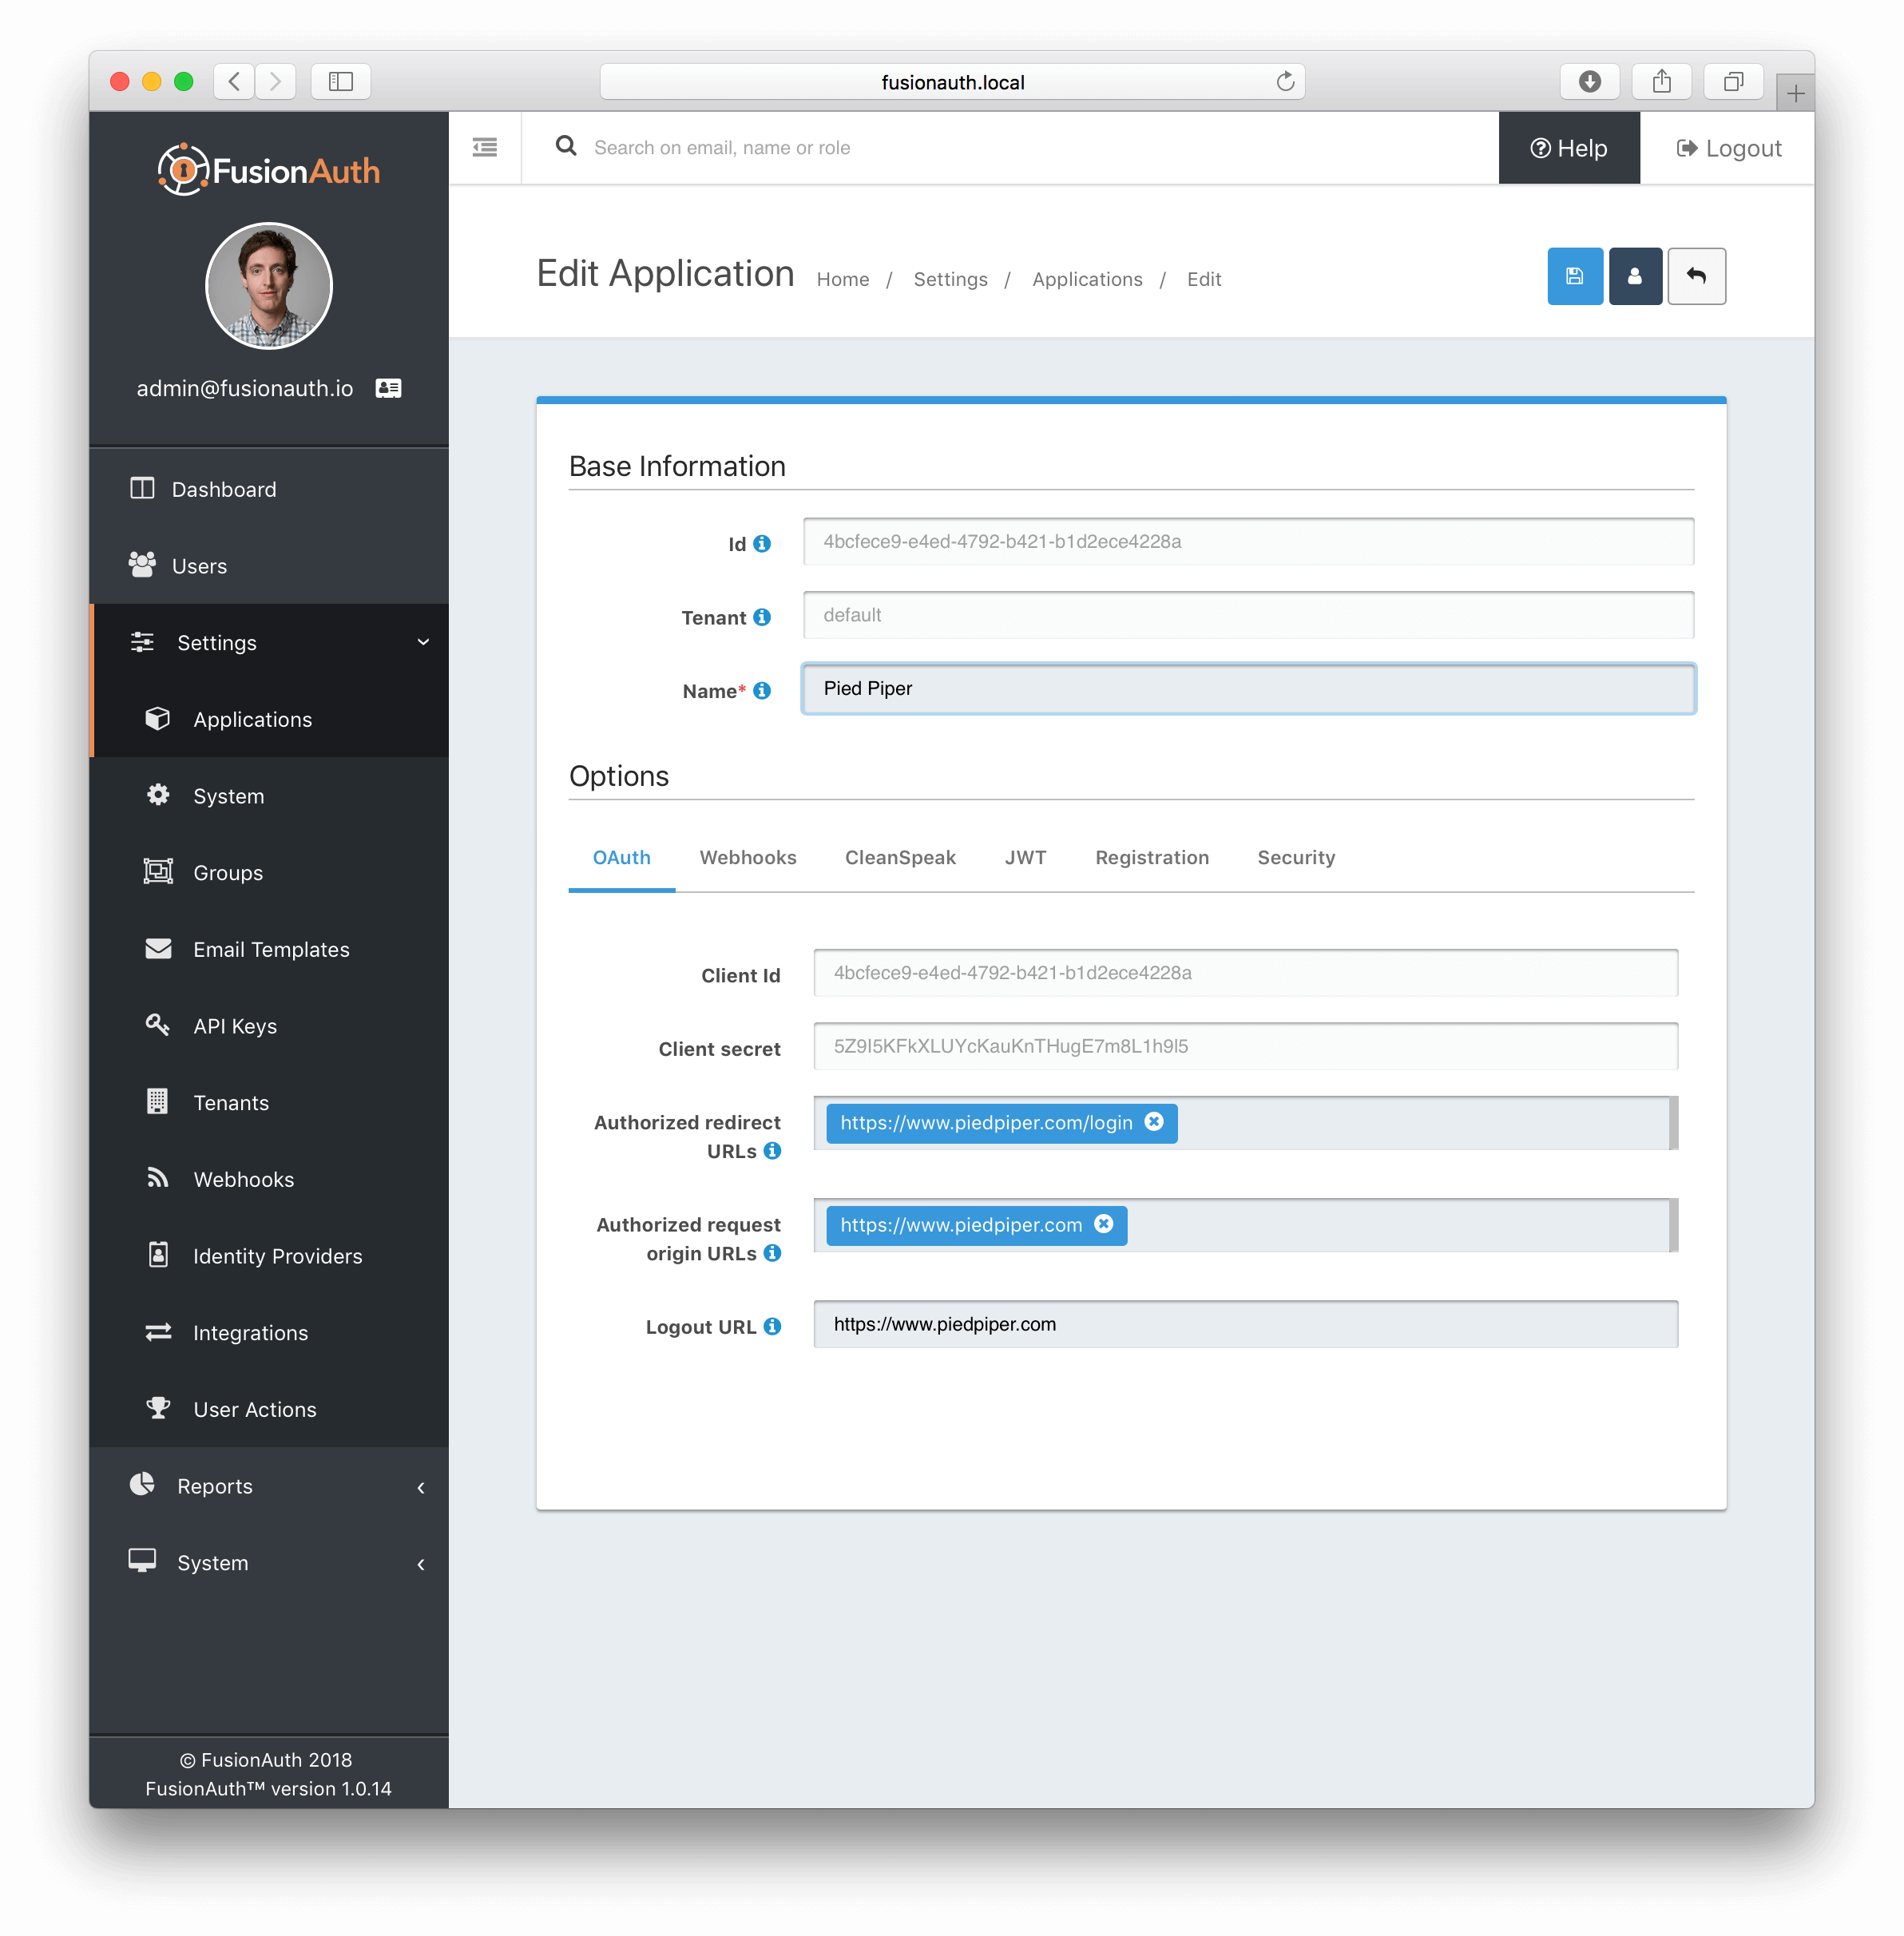 fusionauth.local
FusionAuth
Search on email, name or role
Help
Logout
admin@fusionauth.io
Edit Application
Home / Settings / Applications / Edit
Dashboard
Users
Settings
Applications
System
Groups
Email Templates
API Keys
Tenants
Webhooks
Identity Providers
Integrations
User Actions
Reports
System
© FusionAuth 2018
FusionAuth™ version 1.0.14
Base Information
Id
4bcfece9-e4ed-4792-b421-b1d2ece4228a
Tenant
default
Name*
Pied Piper
Options
OAuth Webhooks CleanSpeak JWT Registration Security
Client Id
4bcfece9-e4ed-4792-b421-b1d2ece4228a
Client secret
5Z9I5KFkXLUYcKauKnTHugE7m8L1h9I5
Authorized redirect
URLs
https://www.piedpiper.com/login
Authorized request
origin URLs
https://www.piedpiper.com
Logout URL
https://www.piedpiper.com